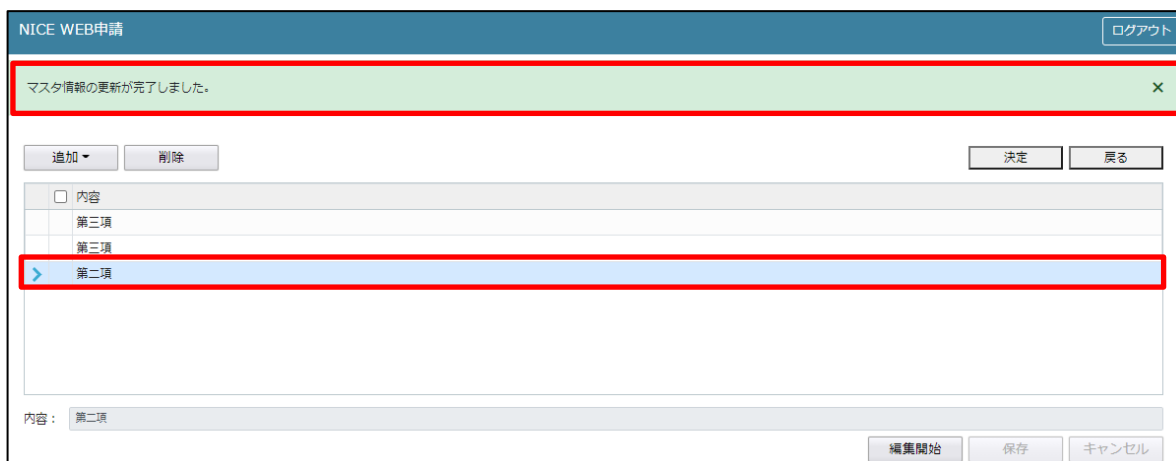 NICE WEB申請 ログアウト
マスタ情報の更新が完了しました。 ×
追加 削除 決定 戻る
内容
第三項
第三項
第二項
内容： 第二項
編集開始 保存 キャンセル